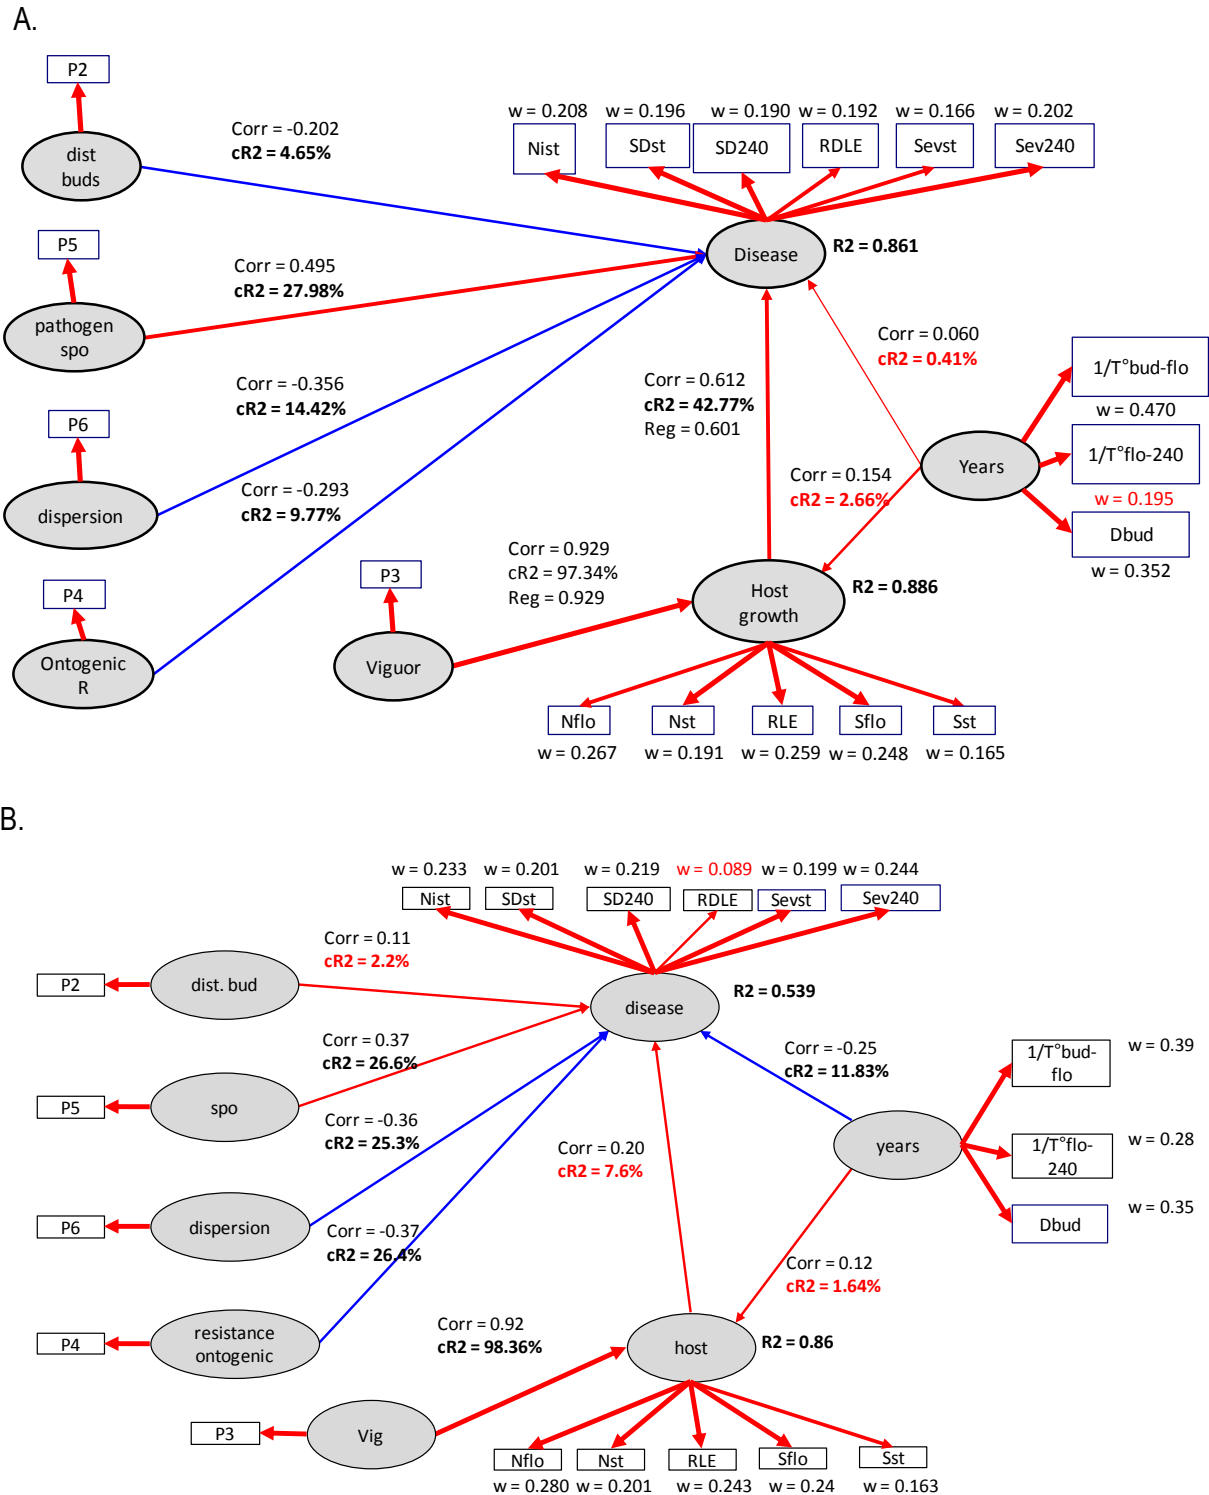 A.
P2
dist
buds
Corr = -0.202
cR2 = 4.65%
w = 0.208
w = 0.196
w = 0.190
w = 0.192
w = 0.166
w = 0.202
Nist
SDst
SD240
RDLE
Sevst
Sev240
P5
pathogen
spo
Corr = 0.495
cR2 = 27.98%
Disease
R2 = 0.861
Corr = 0.060
cR2 = 0.41%
P6
dispersion
Corr = -0.356
cR2 = 14.42%
Corr = 0.612
cR2 = 42.77%
Reg = 0.601
1/T°bud-flo
w = 0.470
1/T°flo-240
w = 0.195
Dbud
w = 0.352
Years
Corr = -0.293
cR2 = 9.77%
Corr = 0.154
cR2 = 2.66%
P4
Ontogenic
R
P3
Viguor
Corr = 0.929
cR2 = 97.34%
Reg = 0.929
Host
growth
R2 = 0.886
Nflo
Nst
RLE
Sflo
Sst
w = 0.267
w = 0.191
w = 0.259
w = 0.248
w = 0.165
B.
w = 0.233
w = 0.201
w = 0.219
w = 0.089
w = 0.199
w = 0.244
Nist
SDst
SD240
RDLE
Sevst
Sev240
P2
dist. bud
Corr = 0.11
cR2 = 2.2%
disease
R2 = 0.539
P5
spo
Corr = 0.37
cR2 = 26.6%
Corr = -0.25
cR2 = 11.83%
1/T°bud-
flo
w = 0.39
years
1/T°flo-
240
w = 0.28
Dbud
w = 0.35
Corr = -0.36
cR2 = 25.3%
Corr = 0.20
cR2 = 7.6%
P6
dispersion
Corr = -0.37
cR2 = 26.4%
Corr = 0.12
cR2 = 1.64%
P4
resistance
ontogenic
Corr = 0.92
cR2 = 98.36%
host
R2 = 0.86
P3
Vig
Nflo
Nst
RLE
Sflo
Sst
w = 0.280
w = 0.201
w = 0.243
w = 0.24
w = 0.163